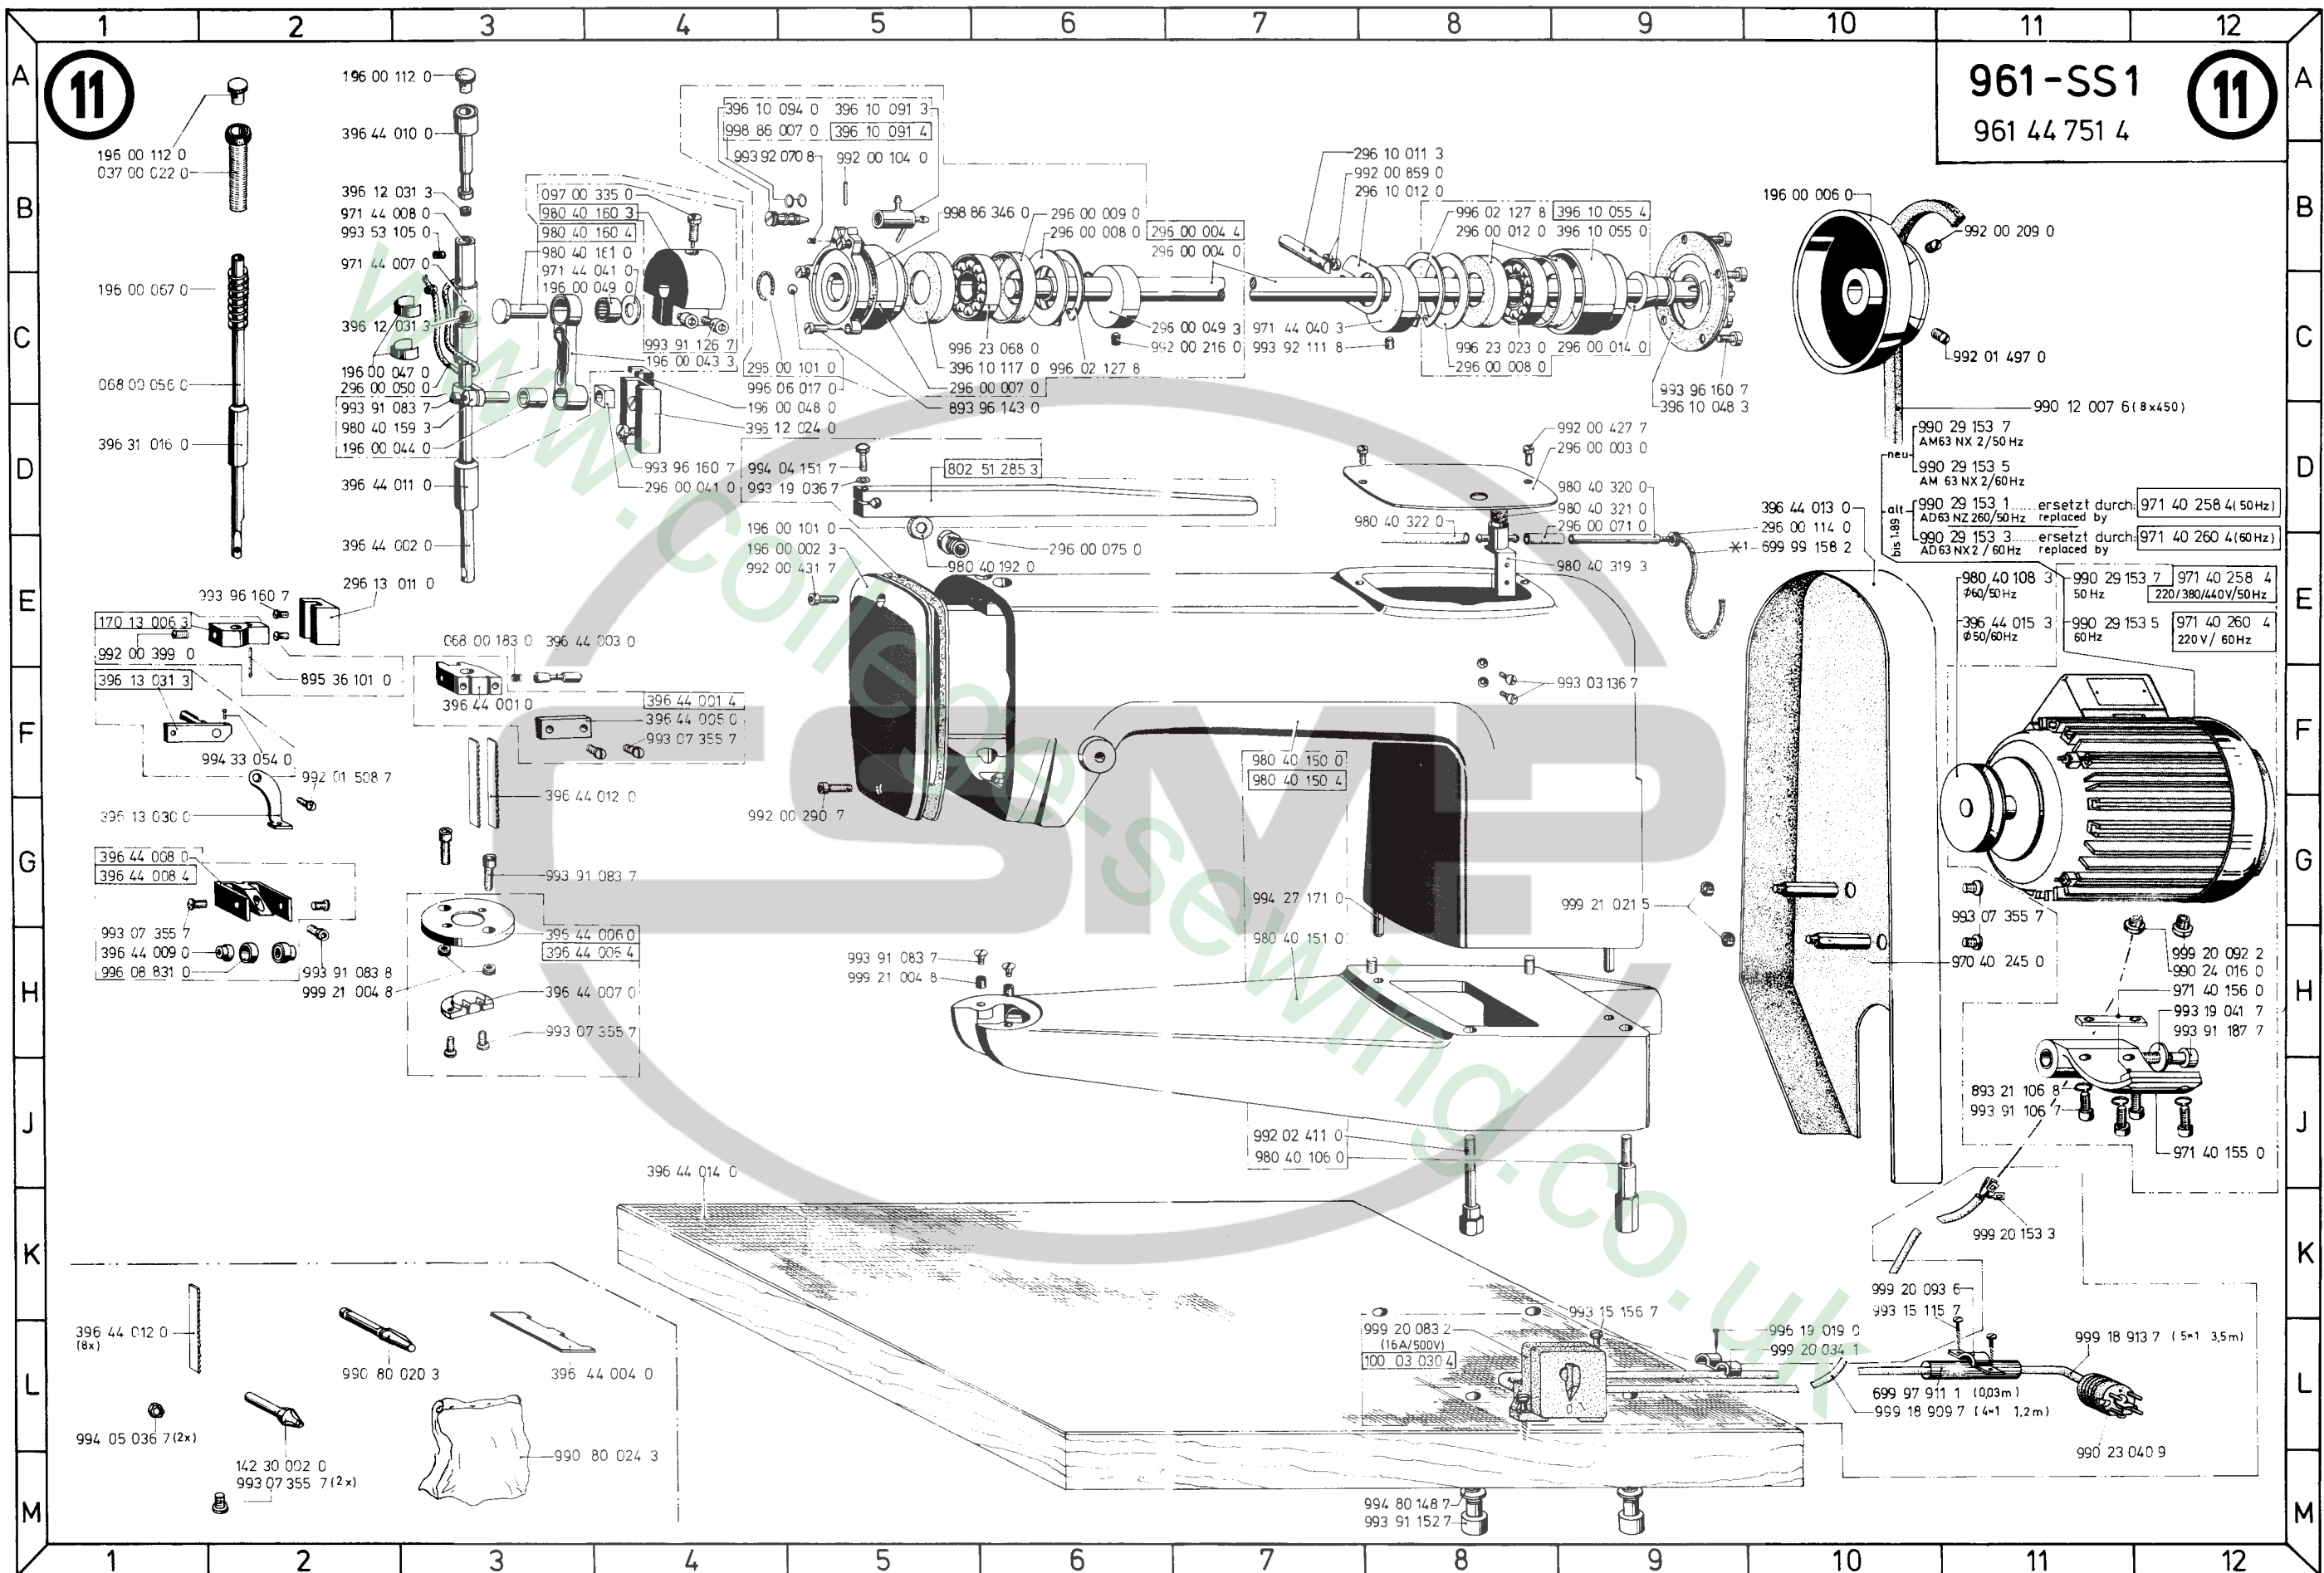 1 2 3 4 5 6 7 8 9 10 11 12
A
11
961-SS1
961 44 751 4
11
A
196 00 112 0
037 00 022 0
196 00 067 0
068 00 056 0
396 31 016 0
196 00 112 0
396 44 010 0
396 12 031 3
971 44 008 0
993 53 105 0
971 44 007 0
396 12 031 3
196 00 047 0
296 00 050 0
993 91 083 7
980 40 159 3
196 00 044 0
396 44 011 0
396 44 002 0
097 00 335 0
980 40 160 3
980 40 160 4
980 40 161 0
971 44 041 0
196 00 049 0
993 91 126 7
196 00 043 3
196 00 048 0
396 12 024 0
993 96 160 7
296 00 041 0
396 10 094 0 396 10 091 3
998 86 007 0 396 10 091 4
993 92 070 8 992 00 104 0
998 86 346 0
296 00 009 0
296 00 008 0
296 00 004 4
296 00 004 0
296 00 101 0
996 06 017 0
996 23 068 0
396 10 117 0
296 00 007 0
893 96 143 0
996 02 127 8
296 00 049 3
992 00 216 0
296 10 011 3
992 00 859 0
296 10 012 0
971 44 040 3
993 92 111 8
996 02 127 8 396 10 055 4
296 00 012 0 396 10 055 0
996 23 023 0 296 00 014 0
296 00 008 0
993 96 160 7
396 10 048 3
196 00 006 0
992 00 209 0
992 01 497 0
990 12 007 6 (8x450)
B
B
C
C
D
D
neu
990 29 153 7
AM63 NX 2/50 Hz
990 29 153 5
AM 63 NX 2/60 Hz
alt
bis 1.89
990 29 153 1 ..... ersetzt durch: 971 40 258 4 (50Hz)
AD63 NZ 260/50 Hz replaced by
990 29 153 3 ..... ersetzt durch: 971 40 260 4 (60Hz)
AD63 NX 2 / 60 Hz replaced by
994 04 151 7
993 19 036 7
802 51 285 3
196 00 101 0
196 00 002 3
992 00 431 7
296 00 075 0
980 40 192 0
992 00 427 7
296 00 003 0
980 40 320 0
980 40 321 0
980 40 322 0
296 00 071 0
396 44 013 0
296 00 114 0
*1 699 99 158 2
980 40 319 3
E
E
296 13 011 0
993 96 160 7
170 13 006 3
992 00 399 0
396 13 031 3
895 36 101 0
068 00 183 0 396 44 003 0
396 44 001 0
396 44 001 4
396 44 005 0
993 07 355 7
980 40 108 3
Φ60/50Hz
396 44 015 3
Φ50/60Hz
990 29 153 7
50 Hz
990 29 153 5
60Hz
971 40 258 4
220/380/440V/50Hz
971 40 260 4
220 V/ 60Hz
F
F
994 33 054 0
992 01 508 7
396 44 012 0
993 03 136 7
980 40 150 0
980 40 150 4
992 00 290 7
G
G
396 44 008 0
396 44 008 4
993 91 083 7
994 27 171 0
980 40 151 0
999 21 021 5
993 07 355 7
970 40 245 0
H
H
993 07 355 7
396 44 009 0
996 08 831 0
993 91 083 8
999 21 004 8
396 44 006 0
396 44 007 0
993 07 355 7
993 91 083 7
999 21 004 8
999 20 092 2
990 24 016 0
971 40 156 0
993 19 041 7
993 91 187 7
J
J
893 21 106 8
993 91 106 7
971 40 155 0
992 02 411 0
980 40 106 0
396 44 014 0
K
K
999 20 153 3
999 20 093 6
993 15 115 7
L
L
396 44 012 0
(8x)
990 80 020 3
396 44 004 0
994 05 036 7 (2x)
142 30 002 0
993 07 355 7 (2x)
990 80 024 3
993 15 156 7
999 20 083 2
(16A/500V)
100 03 030 4
996 19 019 0
999 20 034 1
999 18 913 7 (5×1 3,5m)
699 97 911 1 (0,03m)
999 18 909 7 (4×1 1,2m)
990 23 040 9
M
M
994 80 148 7
993 91 152 7
1 2 3 4 5 6 7 8 9 10 11 12
CSMP
www.college-sewing.co.uk